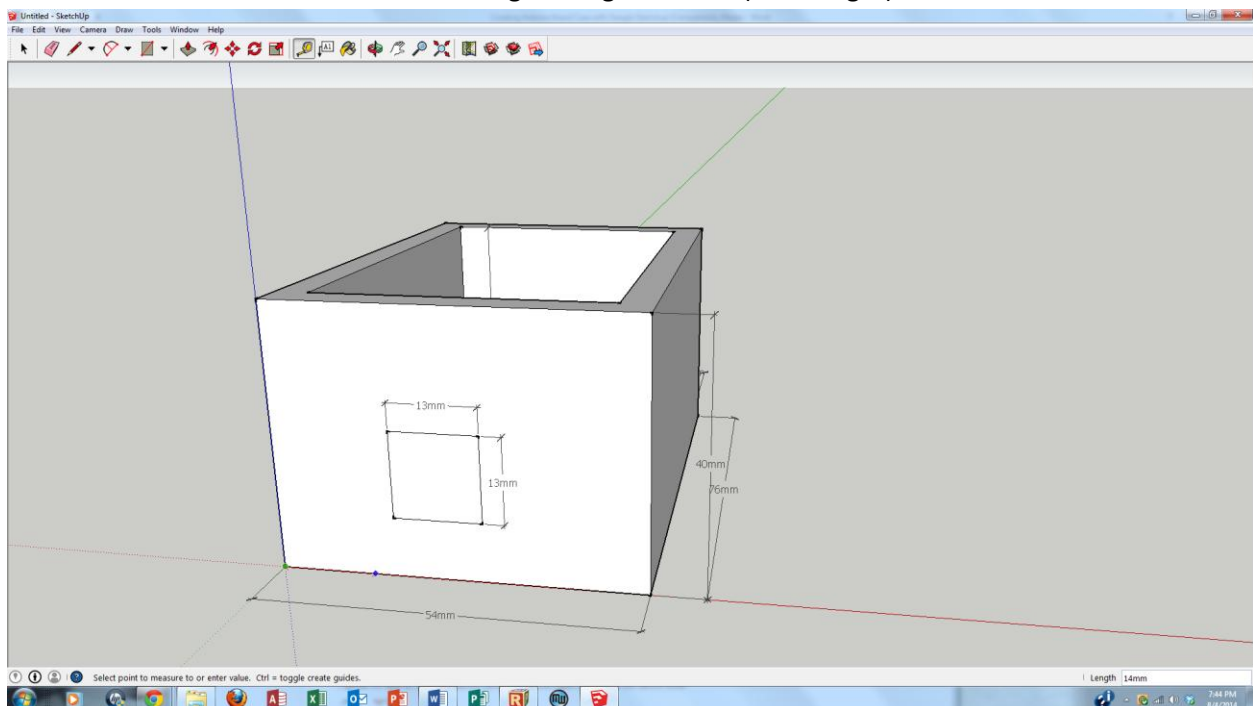 Untitled - SketchUp
File Edit View Camera Draw Tools Window Help
A1
13mm
13mm
40mm
76mm
54mm
Select point to measure to or enter value. Ctrl = toggle create guides.
Length 14mm
7:44 PM